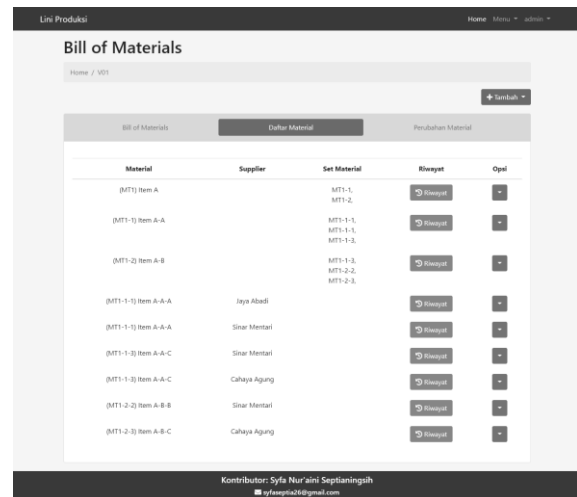 Lini Produksi Home Menu admin
Bill of Materials
Home / V01
+ Tambah
Bill of Materials Daftar Material Perubahan Material
Material Supplier Set Material Riwayat Opsi
(MT1) Item A MT1-1, Riwayat
MT1-2,
(MT1-1) Item A-A MT1-1-1, Riwayat
MT1-1-1,
MT1-1-3,
(MT1-2) Item A-B MT1-1-3, Riwayat
MT1-2-2,
MT1-2-3,
(MT1-1-1) Item A-A-A Jaya Abadi Riwayat
(MT1-1-1) Item A-A-A Sinar Mentari Riwayat
(MT1-1-3) Item A-A-C Sinar Mentari Riwayat
(MT1-1-3) Item A-A-C Cahaya Agung Riwayat
(MT1-2-2) Item A-B-B Sinar Mentari Riwayat
(MT1-2-3) Item A-B-C Cahaya Agung Riwayat
Kontributor: Syfa Nur'aini Septianingsih
syfaseptia26@gmail.com